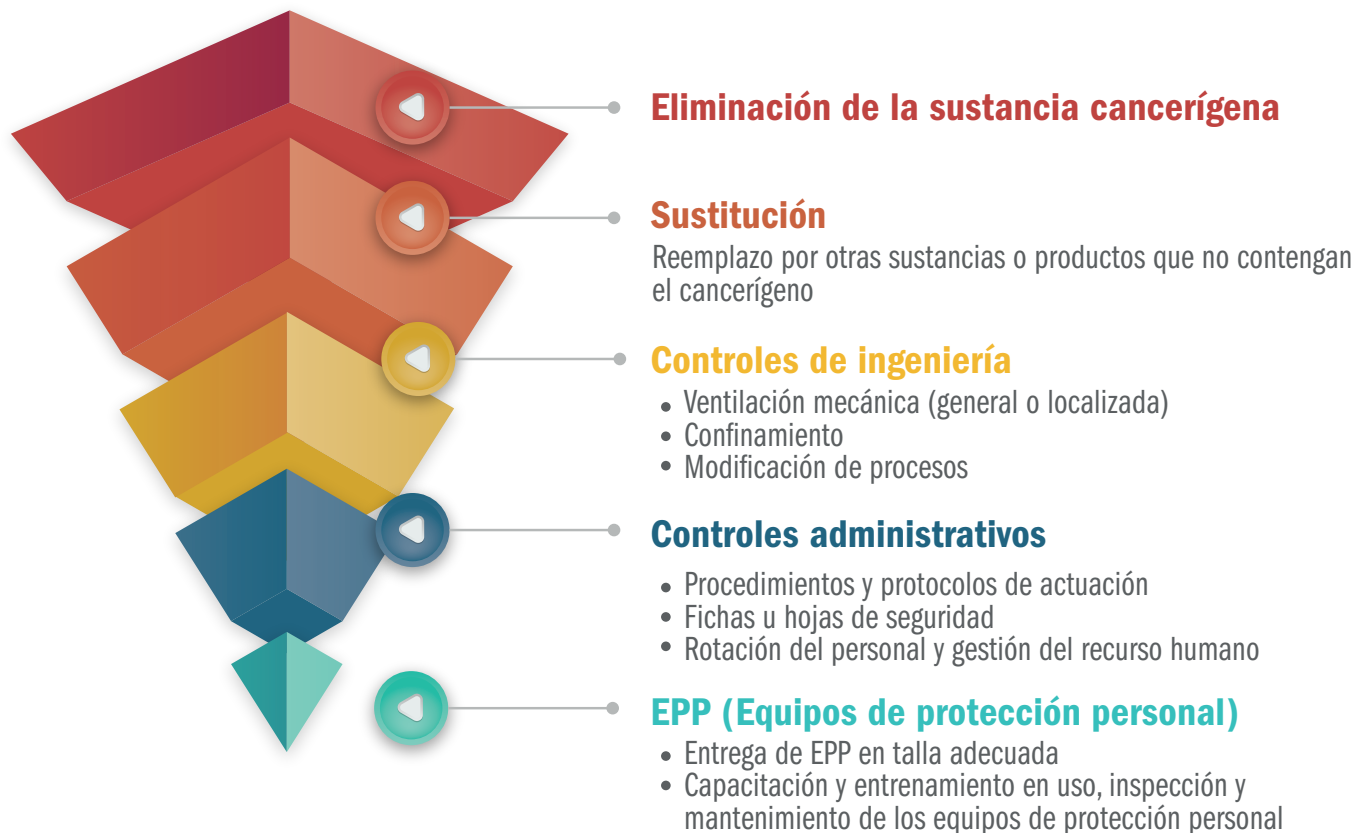 Eliminación de la sustancia cancerígena
Sustitución
Reemplazo por otras sustancias o productos que no contengan
el cancerígeno
Controles de ingeniería
• Ventilación mecánica (general o localizada)
• Confinamiento
• Modificación de procesos
Controles administrativos
• Procedimientos y protocolos de actuación
• Fichas u hojas de seguridad
• Rotación del personal y gestión del recurso humano
EPP (Equipos de protección personal)
• Entrega de EPP en talla adecuada
• Capacitación y entrenamiento en uso, inspección y
mantenimiento de los equipos de protección personal